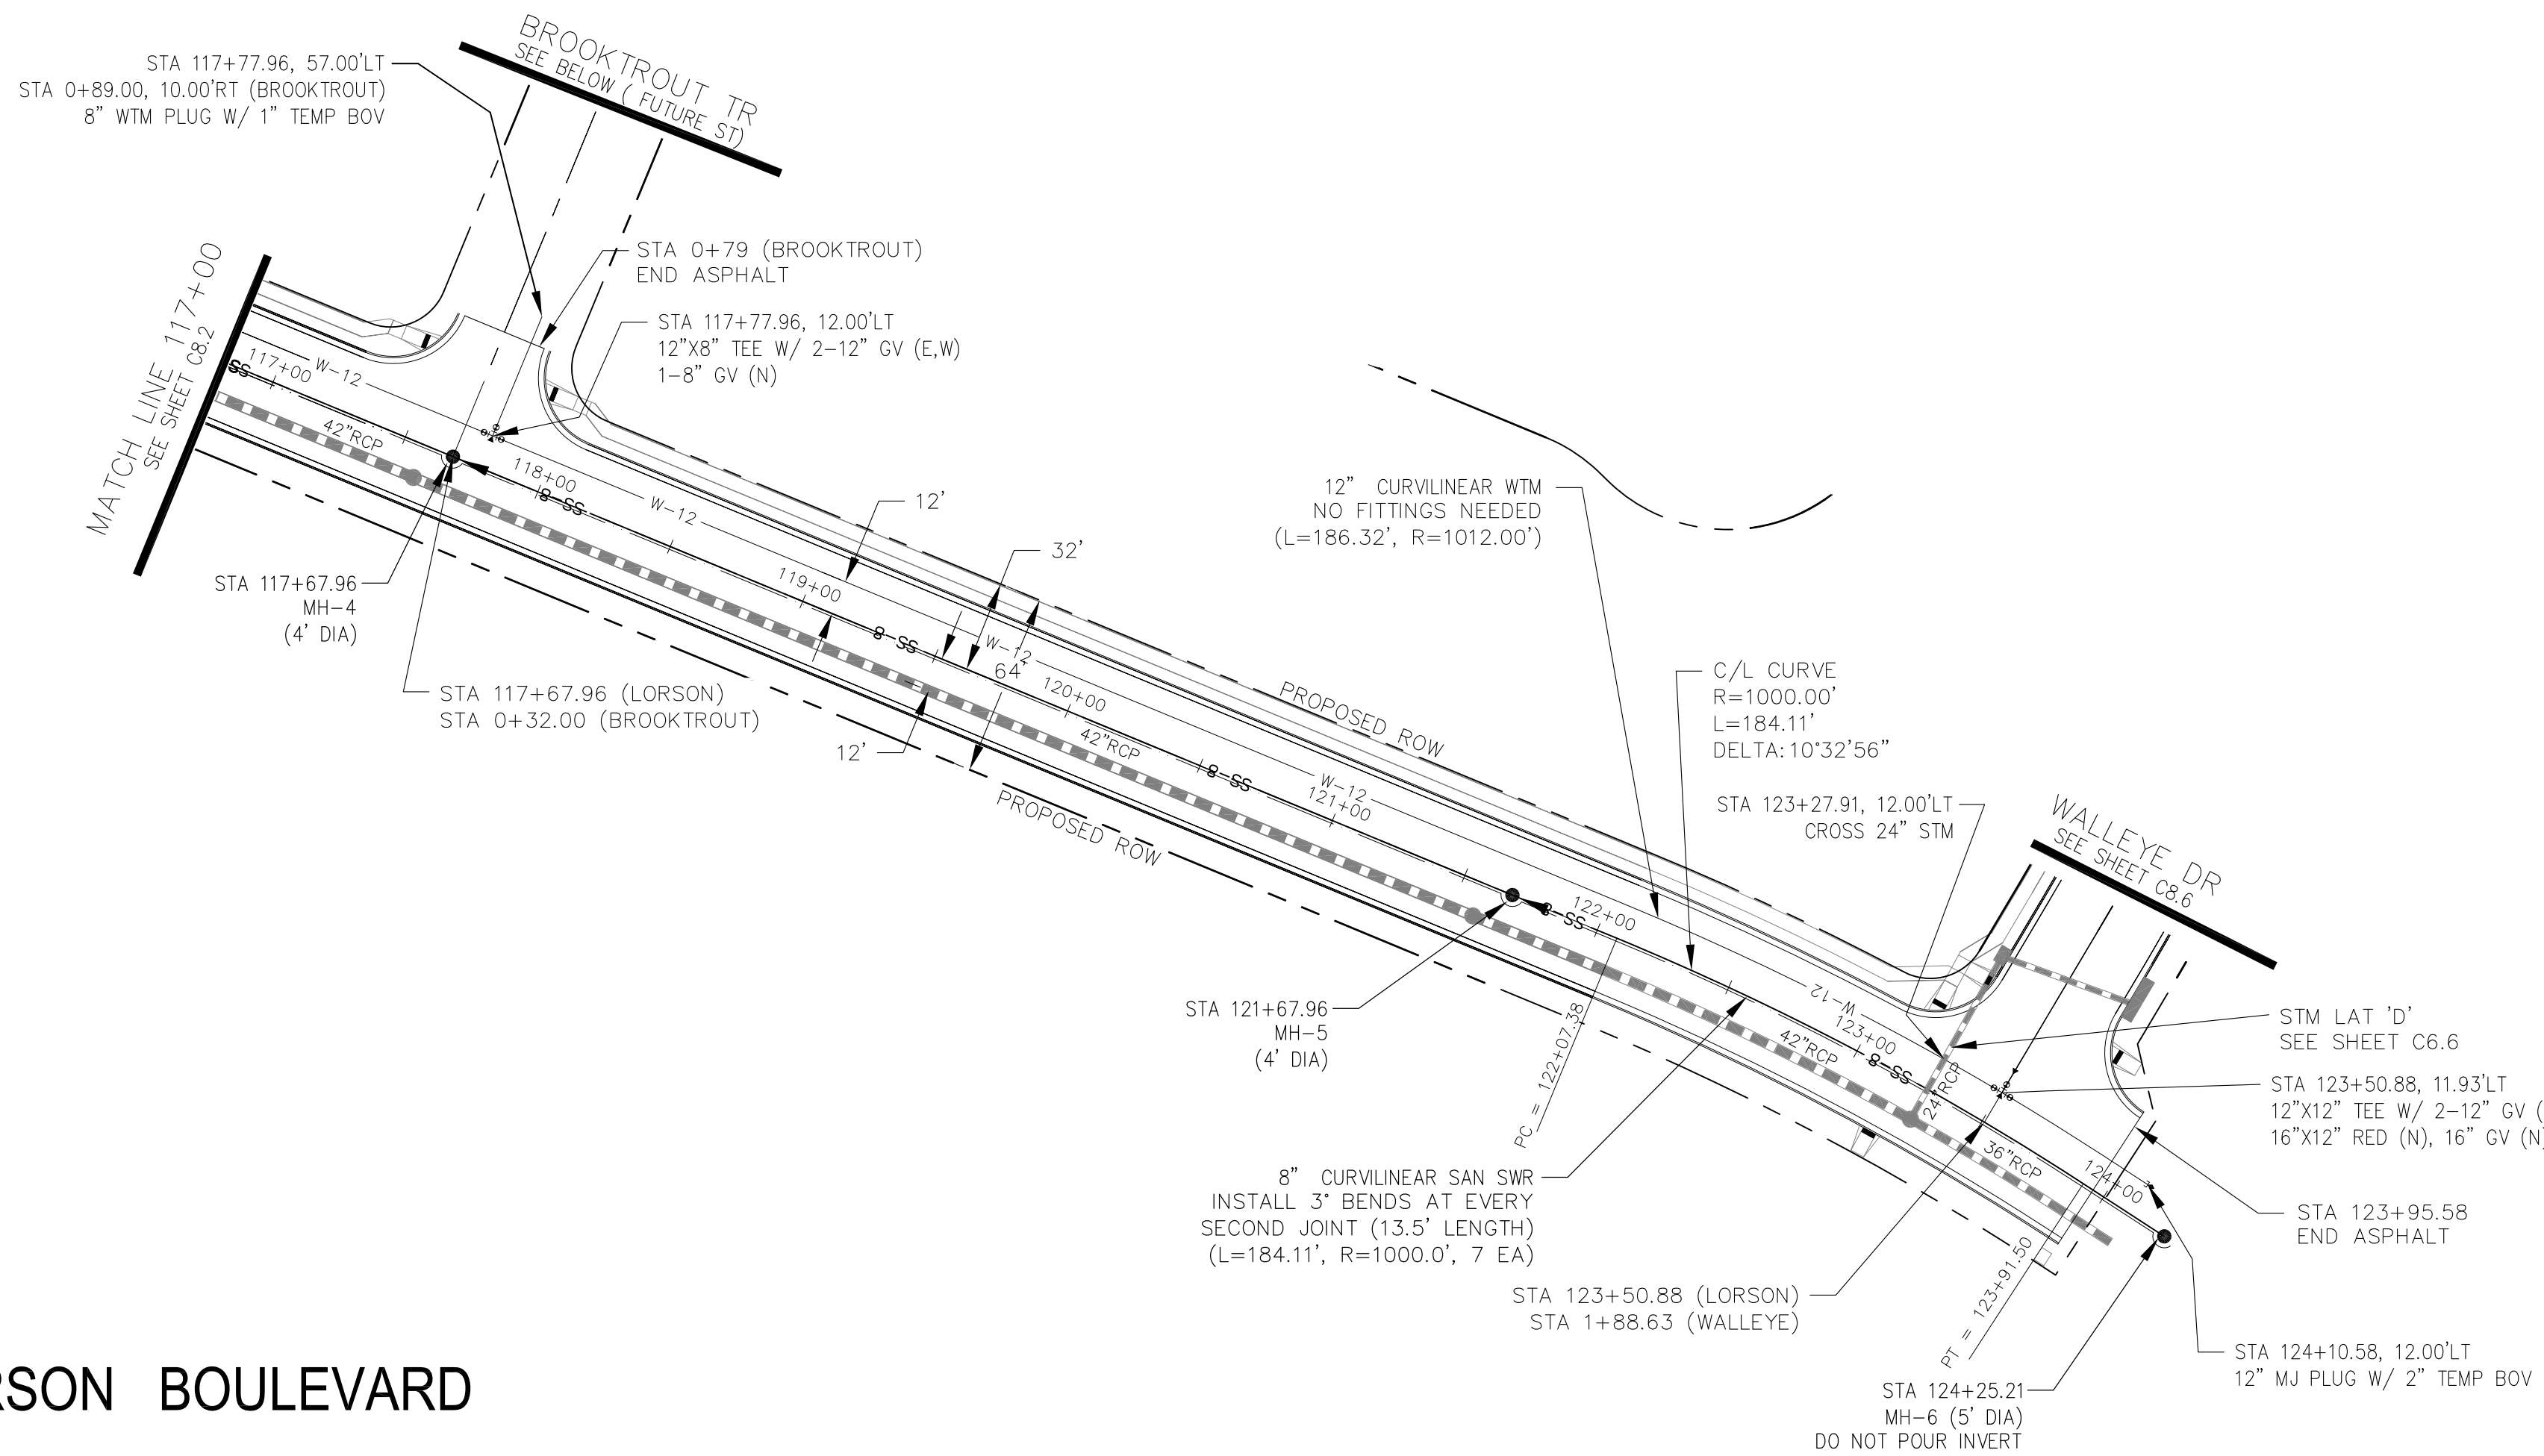 BROOKTROUT TR
SEE BELOW ( FUTURE ST)
STA 117+77.96, 57.00'LT
STA 0+89.00, 10.00'RT (BROOKTROUT)
8" WTM PLUG W/ 1" TEMP BOV
STA 0+79 (BROOKTROUT)
END ASPHALT
STA 117+77.96, 12.00'LT
12"X8" TEE W/ 2-12" GV (E,W)
1-8" GV (N)
MATCH LINE 117+00
SEE SHEET C8.2
117+00
W-12
SS
42"RCP
118+00
8-SS
W-12
12'
32'
119+00
8-SS
W-12
64'
12'
120+00
42"RCP
STA 117+67.96
MH-4
(4' DIA)
STA 117+67.96 (LORSON)
STA 0+32.00 (BROOKTROUT)
12" CURVILINEAR WTM
NO FITTINGS NEEDED
(L=186.32', R=1012.00')
PROPOSED ROW
PROPOSED ROW
8-SS
W-12
121+00
C/L CURVE
R=1000.00'
L=184.11'
DELTA:10°32'56"
STA 123+27.91, 12.00'LT
CROSS 24" STM
WALLEYE DR
SEE SHEET C8.6
8-SS
122+00
W-12
123+00
42"RCP
8-SS
24"RCP
36"RCP
124+00
STA 121+67.96
MH-5
(4' DIA)
PC = 122+07.38
STM LAT 'D'
SEE SHEET C6.6
STA 123+50.88, 11.93'LT
12"X12" TEE W/ 2-12" GV (
16"X12" RED (N), 16" GV (N)
8" CURVILINEAR SAN SWR
INSTALL 3° BENDS AT EVERY
SECOND JOINT (13.5' LENGTH)
(L=184.11', R=1000.0', 7 EA)
STA 123+95.58
END ASPHALT
STA 123+50.88 (LORSON)
STA 1+88.63 (WALLEYE)
PT = 123+91.50
STA 124+10.58, 12.00'LT
12" MJ PLUG W/ 2" TEMP BOV
STA 124+25.21
MH-6 (5' DIA)
DO NOT POUR INVERT
RSON BOULEVARD